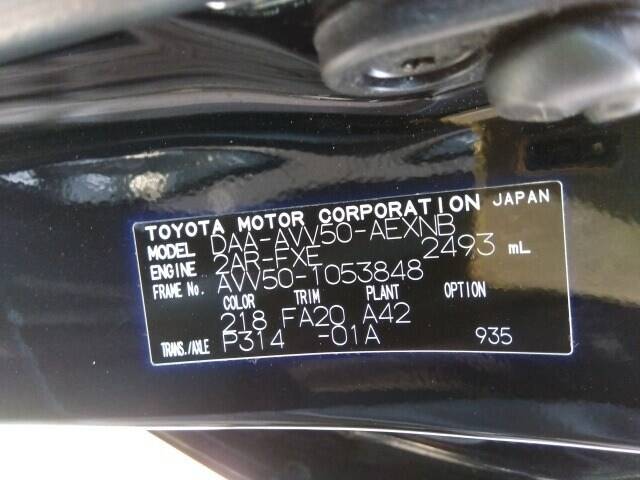 TOYOTA MOTOR CORPORATION JAPAN
MODEL DAA-AVV50-AEXNB
ENGINE 2AR-FXE 2493 mL
FRAME No. AVV50-1053848
COLOR TRIM PLANT OPTION
218 FA20 A42
TRANS./AXLE P314 -01A 935